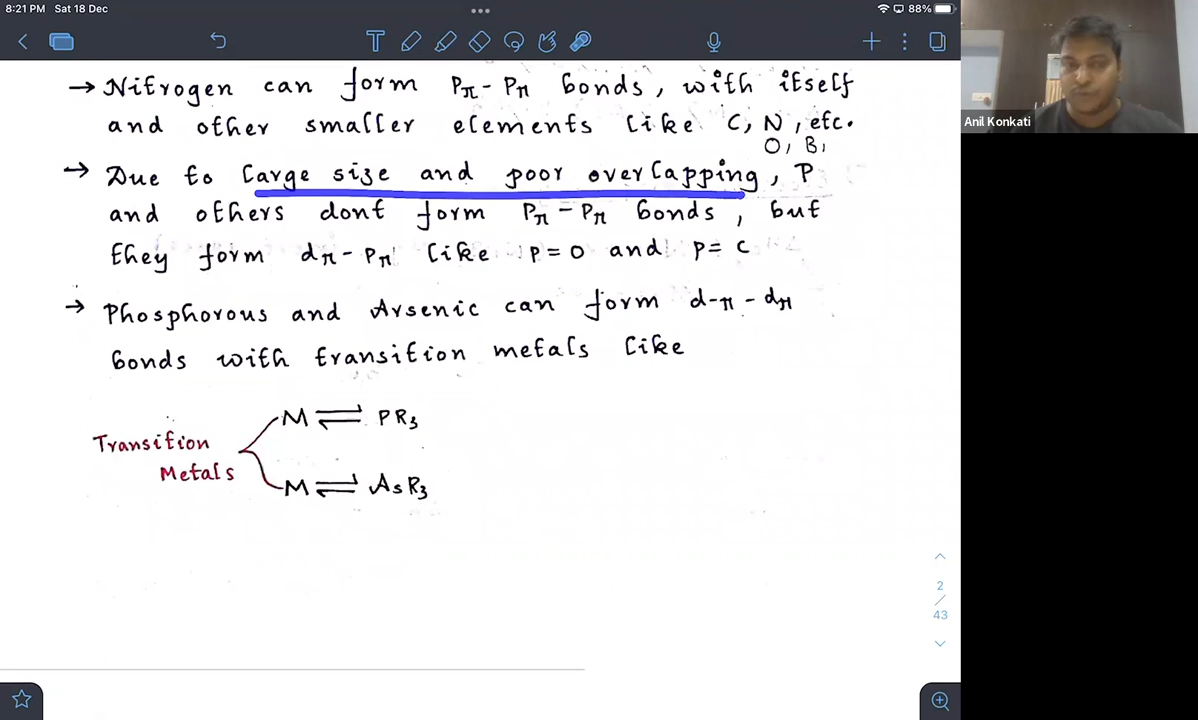 8:21 PM Sat 18 Dec
88%
Anil Konkati
→ Nitrogen can form Pπ - Pπ bonds, with itself
and other smaller elements like C, N, etc.
O, B,
→ Due to large size and poor overlapping, P
and others dont form Pπ - Pπ bonds, but
they form dπ - Pπ like P = O and P = C
→ Phosphorous and Arsenic can form d-π - dπ
bonds with transition metals like
M ⇌ PR3
Transition
Metals
M ⇌ AsR3
2
/
43